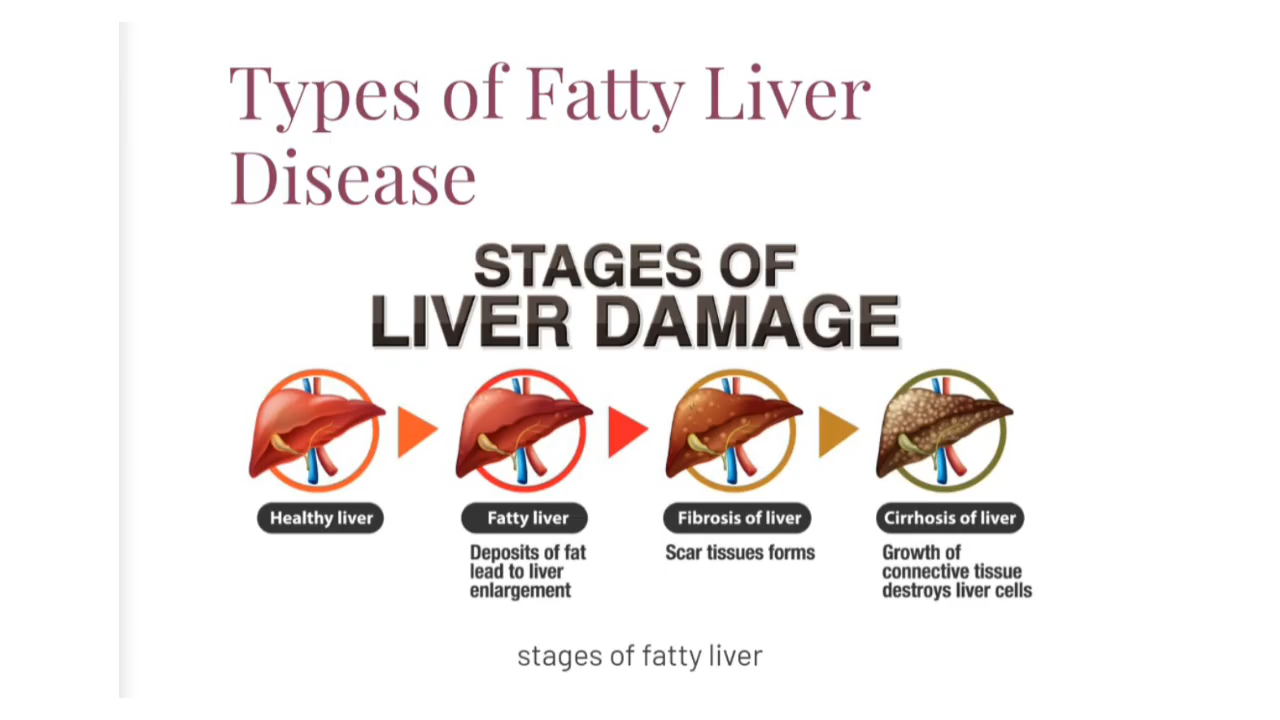 Types of Fatty Liver
Disease
STAGES OF
LIVER DAMAGE
Healthy liver
Fatty liver
Deposits of fat
lead to liver
enlargement
Fibrosis of liver
Scar tissues forms
Cirrhosis of liver
Growth of
connective tissue
destroys liver cells
stages of fatty liver